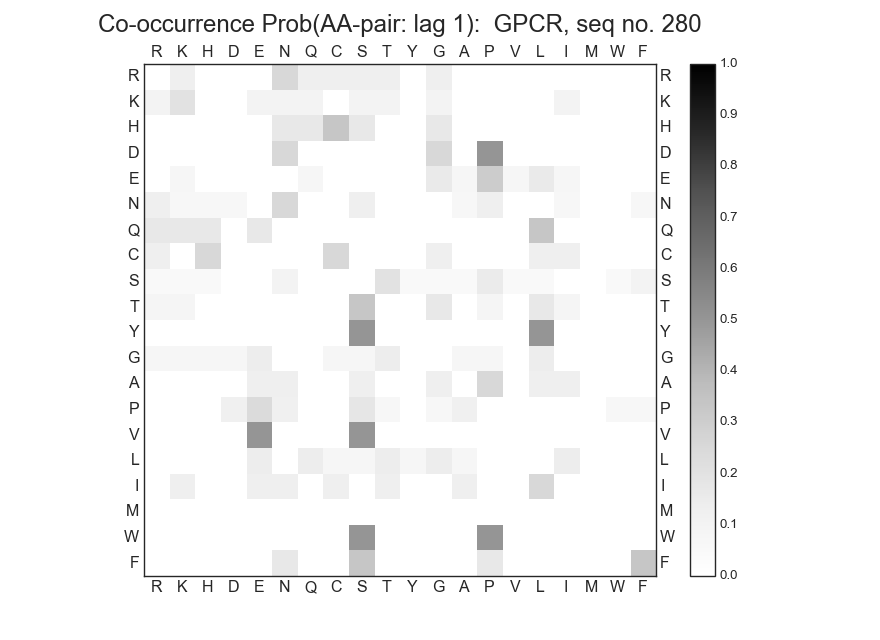 Co-occurrence Prob(AA-pair: lag 1):  GPCR, seq no. 280
R K H D E N Q C S T Y G A P V L I M W F
R R 1.0
K K 0.9
H H
D D 0.8
E E
N N 0.7
Q Q 0.6
C C
S S 0.5
T T
Y Y
G G 0.4
A A
P P 0.3
V V
L L 0.2
I I
M M 0.1
W W
F F 0.0
R K H D E N Q C S T Y G A P V L I M W F